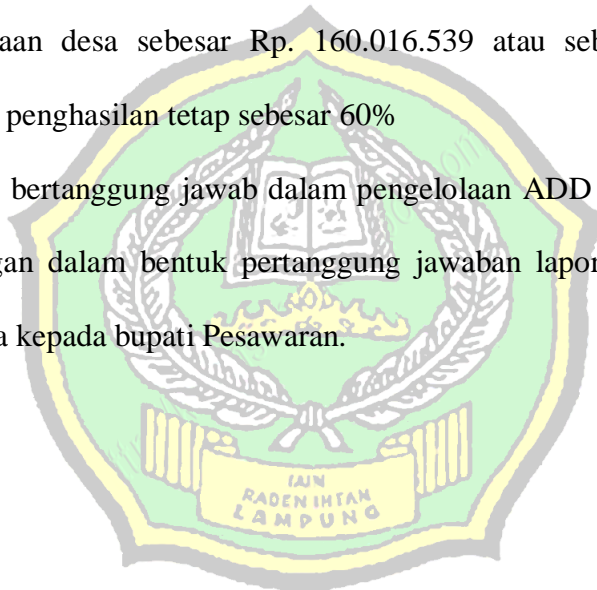 aan desa sebesar Rp. 160.016.539 atau seb
penghasilan tetap sebesar 60%
bertanggung jawab dalam pengelolaan ADD
gan dalam bentuk pertanggung jawaban lapor
a kepada bupati Pesawaran.
IAIN
RADEN INTAN
LAMPUNG